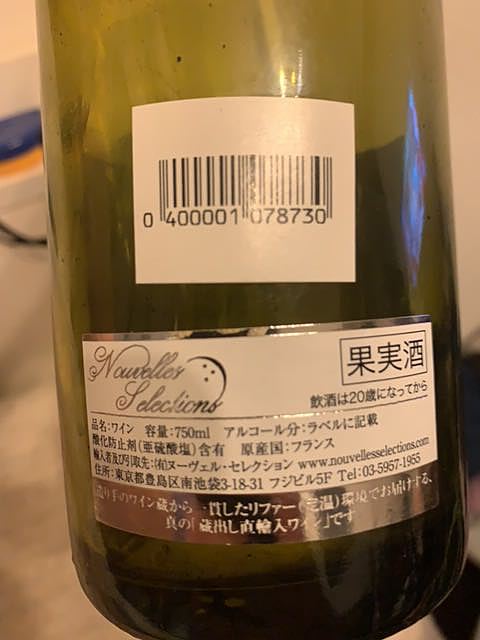 0 400001 078730
Nouvelles Selections
果実酒
飲酒は20歳になってから
品名:ワイン 容量:750ml アルコール分:ラベルに記載
酸化防止剤(亜硫酸塩)含有 原産国:フランス
輸入者及び引取先:(有)ヌーヴェル・セレクション www.nouvellesselections.com
住所:東京都豊島区南池袋3-18-31 フジビル5F Tel:03-5957-1955
造り手のワイン蔵から一貫したリファー(定温)環境でお届けする、
真の「蔵出し直輸入ワイン」です